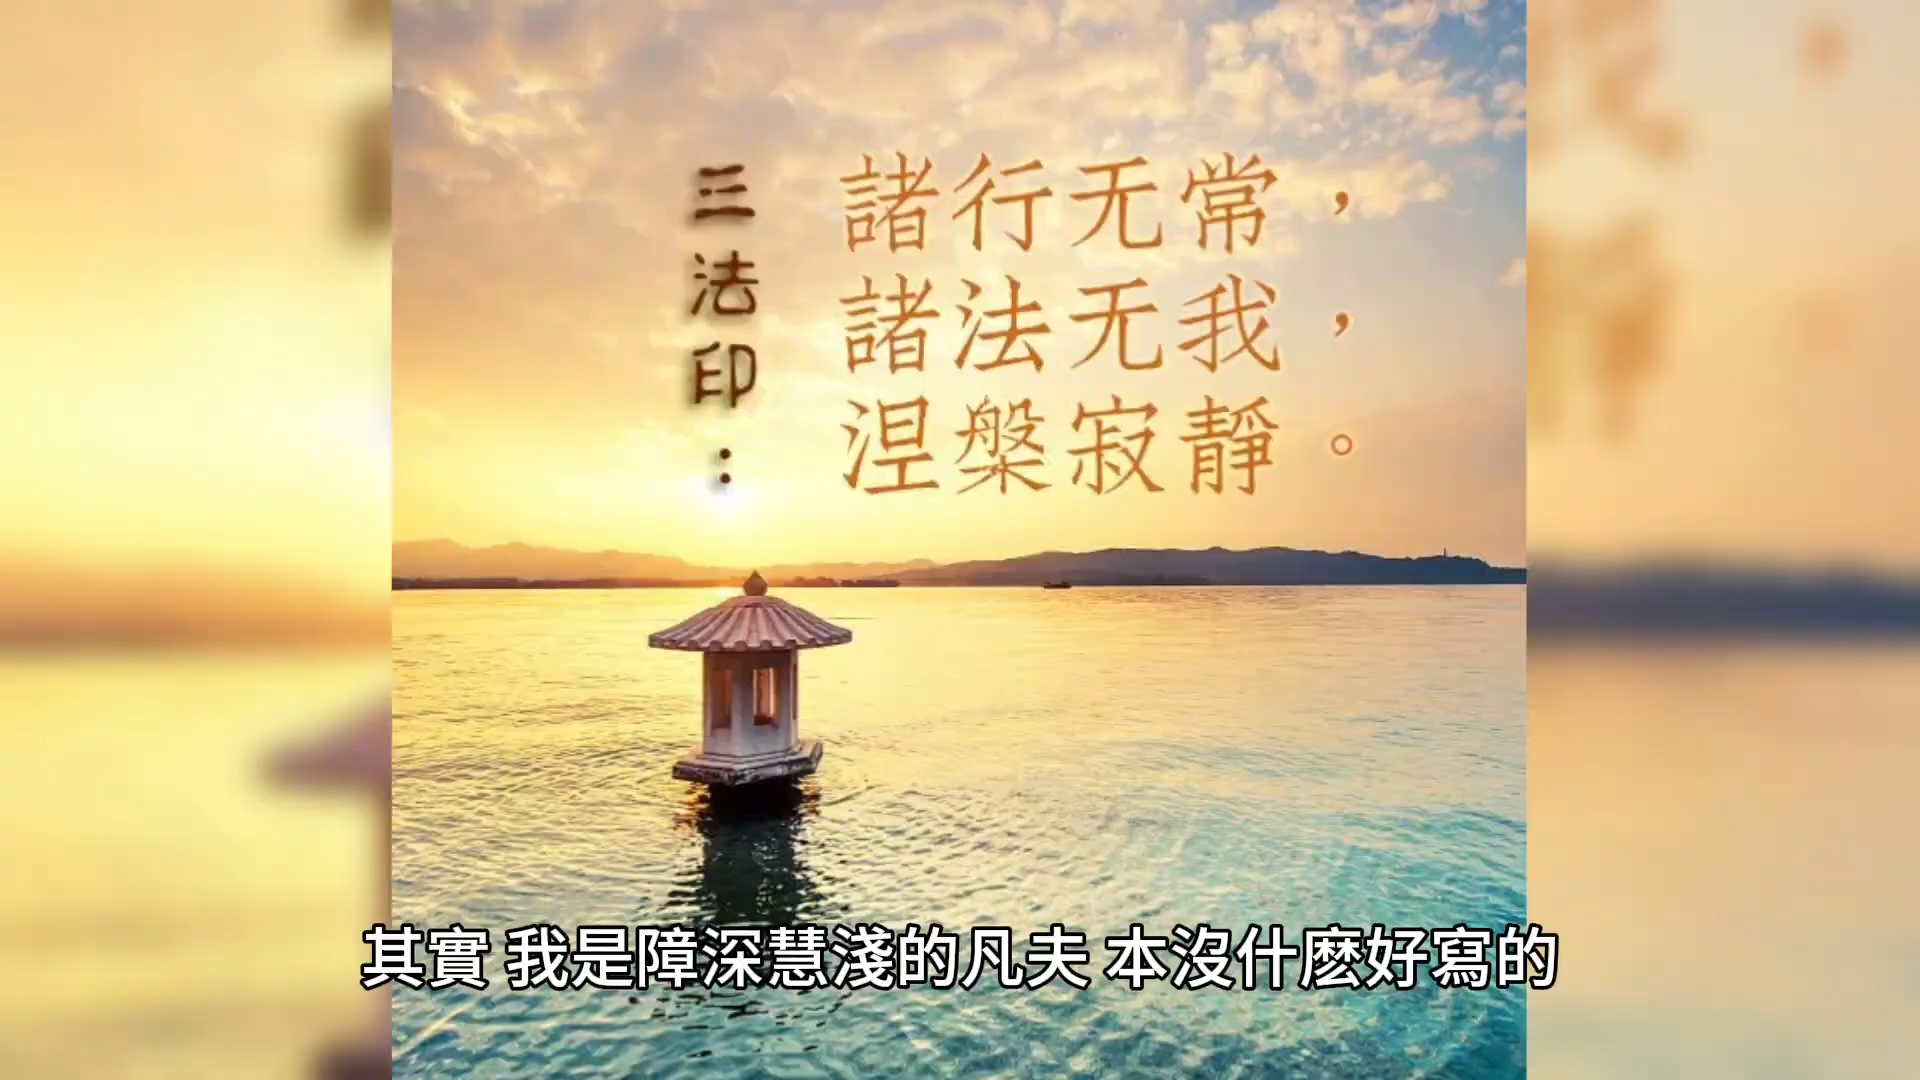 三法印：
諸行无常，
諸法无我，
涅槃寂靜。
其實 我是障深慧淺的凡夫 本沒什麽好寫的